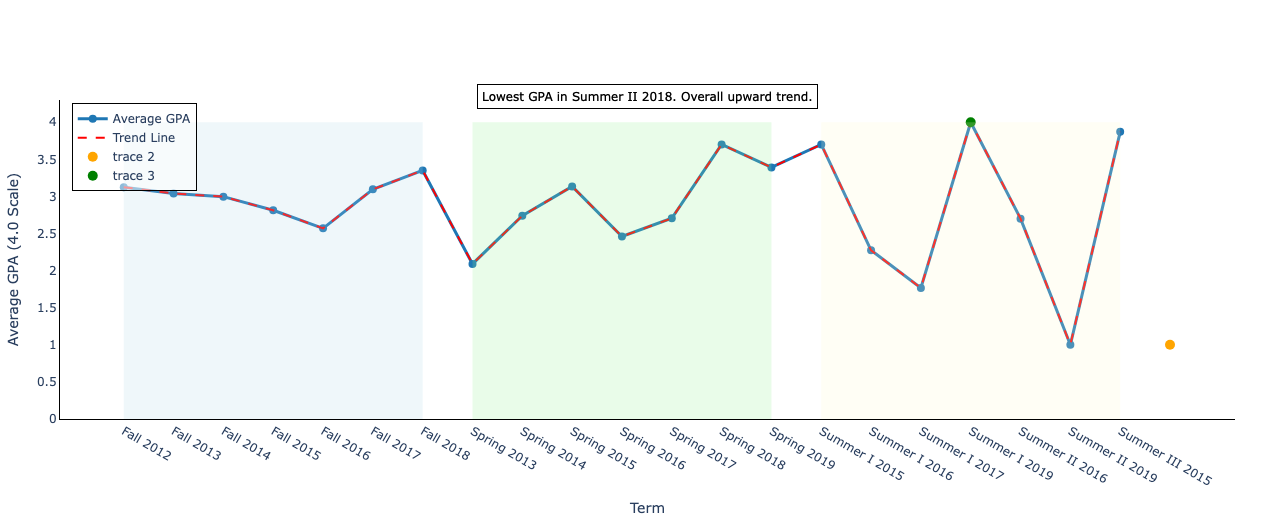 Lowest GPA in Summer II 2018. Overall upward trend.
Average GPA
Trend Line
trace 2
trace 3
Average GPA (4.0 Scale)
4
3.5
3
2.5
2
1.5
1
0.5
0
Fall 2012
Fall 2013
Fall 2014
Fall 2015
Fall 2016
Fall 2017
Fall 2018
Spring 2013
Spring 2014
Spring 2015
Spring 2016
Spring 2017
Spring 2018
Spring 2019
Summer I 2015
Summer I 2016
Summer I 2017
Summer I 2019
Summer II 2016
Summer II 2019
Summer III 2015
Term